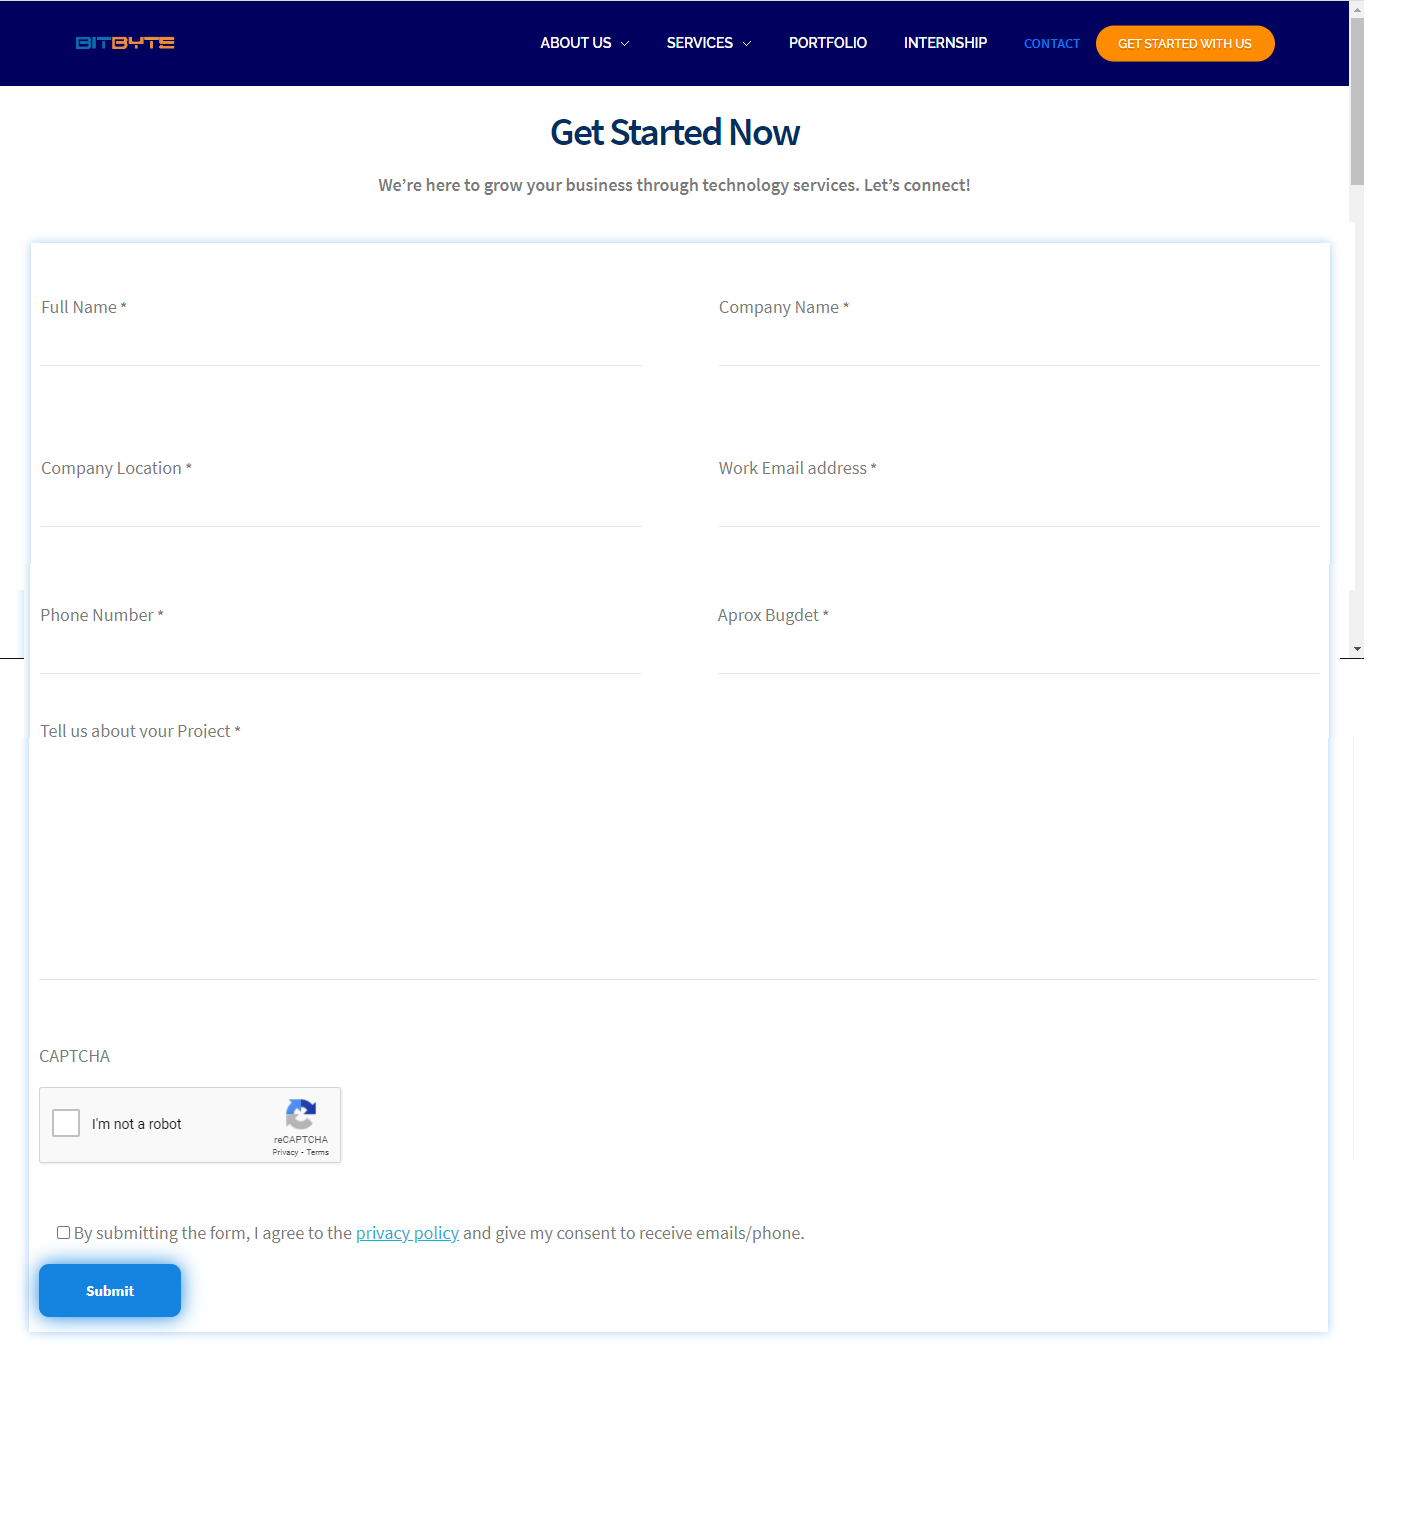 BITBYTE
ABOUT US SERVICES PORTFOLIO INTERNSHIP CONTACT GET STARTED WITH US
Get Started Now
We’re here to grow your business through technology services. Let’s connect!
Full Name * Company Name *
Company Location * Work Email address *
Phone Number * Aprox Bugdet *
Tell us about your Project *
CAPTCHA
I'm not a robot
reCAPTCHA
Privacy - Terms
By submitting the form, I agree to the privacy policy and give my consent to receive emails/phone.
Submit